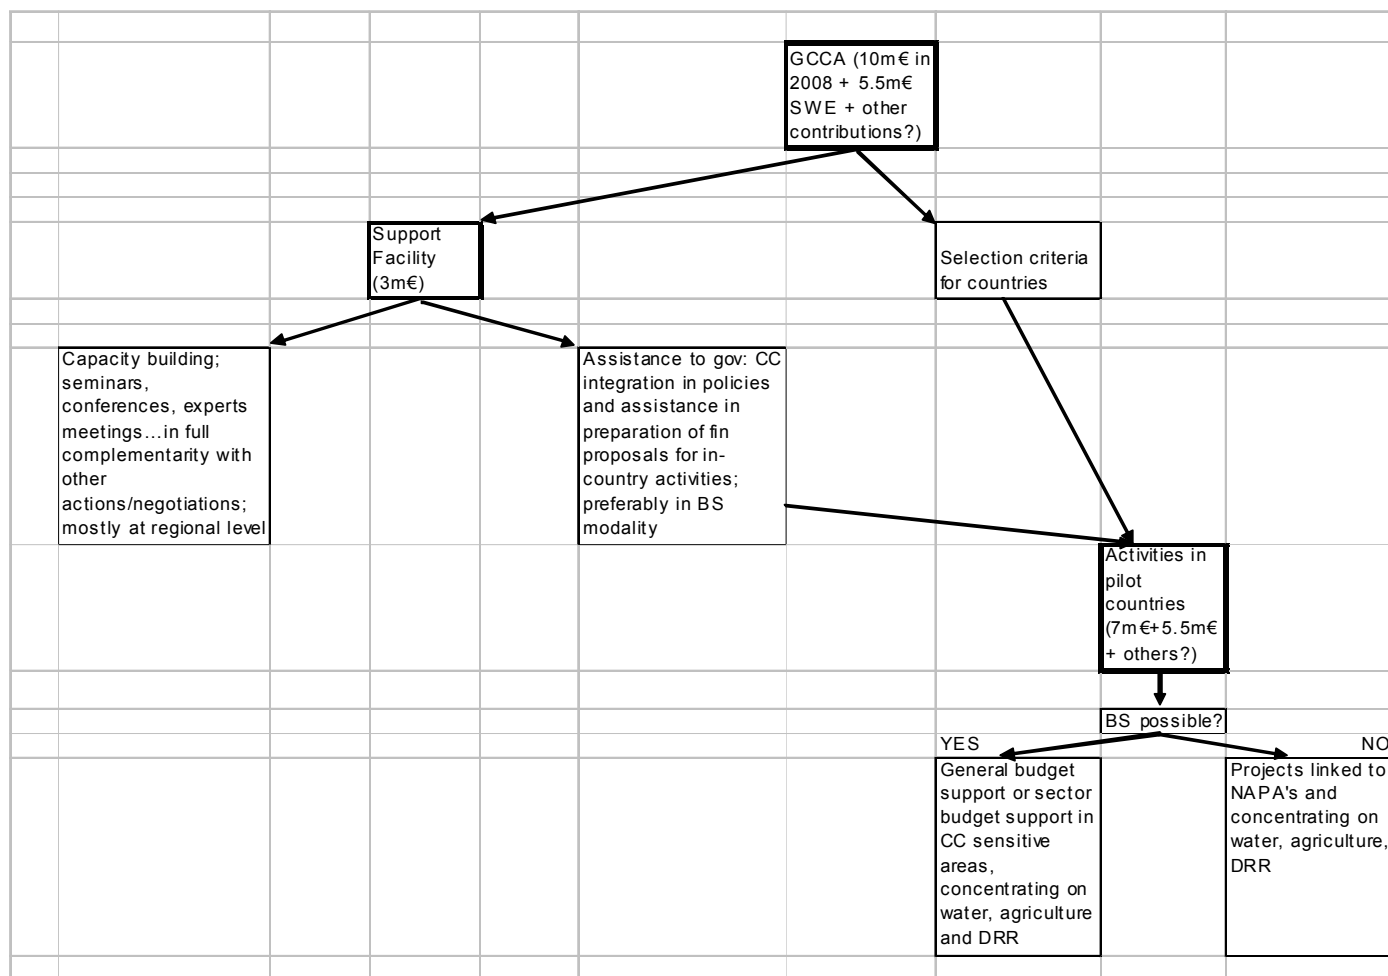 GCCA (10m€ in
2008 + 5.5m€
SWE + other
contributions?)
Support
Facility
(3m€)
Selection criteria
for countries
Capacity building;
seminars,
conferences, experts
meetings...in full
complementarity with
other
actions/negotiations;
mostly at regional level
Assistance to gov: CC
integration in policies
and assistance in
preparation of fin
proposals for in-
country activities;
preferably in BS
modality
Activities in
pilot
countries
(7m€+5.5m€
+ others?)
BS possible?
YES
NO
General budget
support or sector
budget support in
CC sensitive
areas,
concentrating on
water, agriculture
and DRR
Projects linked to
NAPA's and
concentrating on
water, agriculture,
DRR